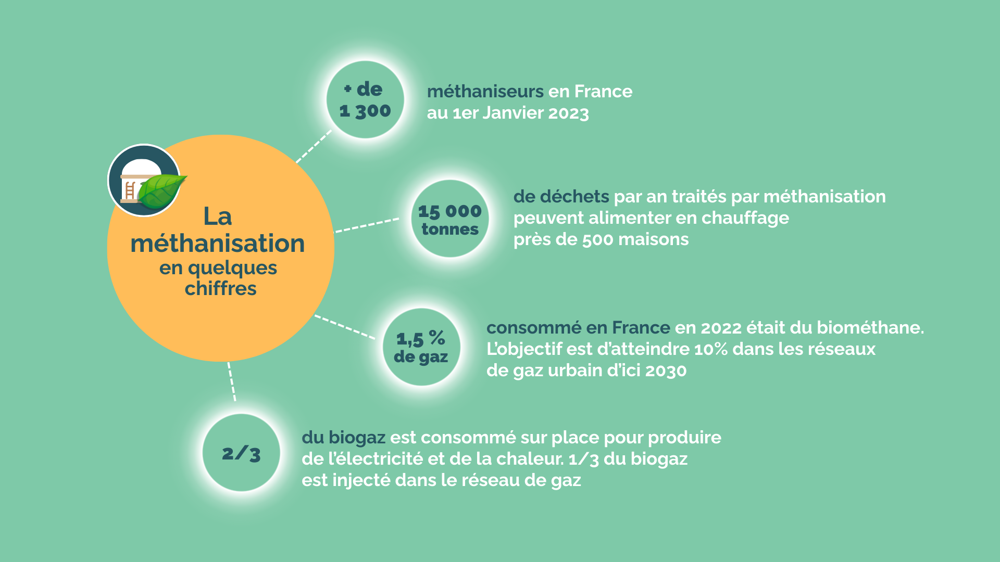 La
méthanisation
en quelques
chiffres
+ de
1 300
méthaniseurs en France
au 1er Janvier 2023
15 000
tonnes
de déchets par an traités par méthanisation
peuvent alimenter en chauffage
près de 500 maisons
1,5 %
de gaz
consommé en France en 2022 était du biométhane.
L’objectif est d’atteindre 10% dans les réseaux
de gaz urbain d’ici 2030
2/3
du biogaz est consommé sur place pour produire
de l’électricité et de la chaleur. 1/3 du biogaz
est injecté dans le réseau de gaz